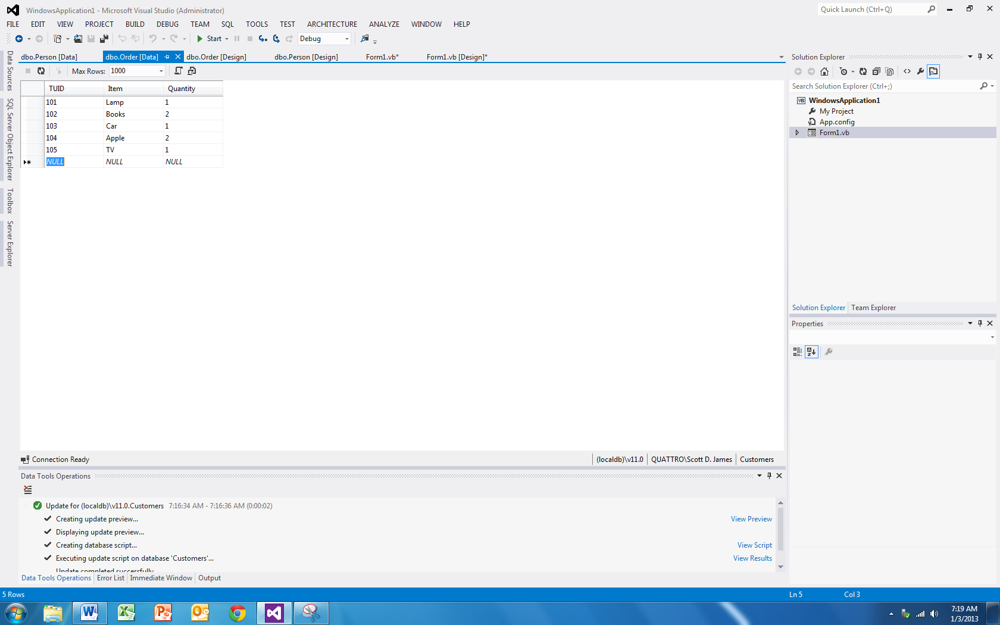 WindowsApplication1 - Microsoft Visual Studio (Administrator)
Quick Launch (Ctrl+Q)
FILE EDIT VIEW PROJECT BUILD DEBUG TEAM SQL TOOLS TEST ARCHITECTURE ANALYZE WINDOW HELP
Start Debug
dbo.Person [Data] dbo.Order [Data] dbo.Order [Design] dbo.Person [Design] Form1.vb* Form1.vb [Design]*
Max Rows: 1000
Data Sources
SQL Server Object Explorer
Toolbox
Server Explorer
TUID Item Quantity
101 Lamp 1
102 Books 2
103 Car 1
104 Apple 2
105 TV 1
NULL NULL NULL
Solution Explorer
Search Solution Explorer (Ctrl+;)
VB WindowsApplication1
My Project
App.config
Form1.vb
Solution Explorer Team Explorer
Properties
Connection Ready
(localdb)\v11.0 QUATTRO\Scott D. James Customers
Data Tools Operations
Update for (localdb)\v11.0.Customers 7:16:34 AM - 7:16:36 AM (0:00:02)
Creating update preview... View Preview
Displaying update preview...
Creating database script... View Script
Executing update script on database 'Customers'... View Results
Update completed successfully
Data Tools Operations Error List Immediate Window Output
5 Rows Ln 5 Col 3
7:19 AM
1/3/2013